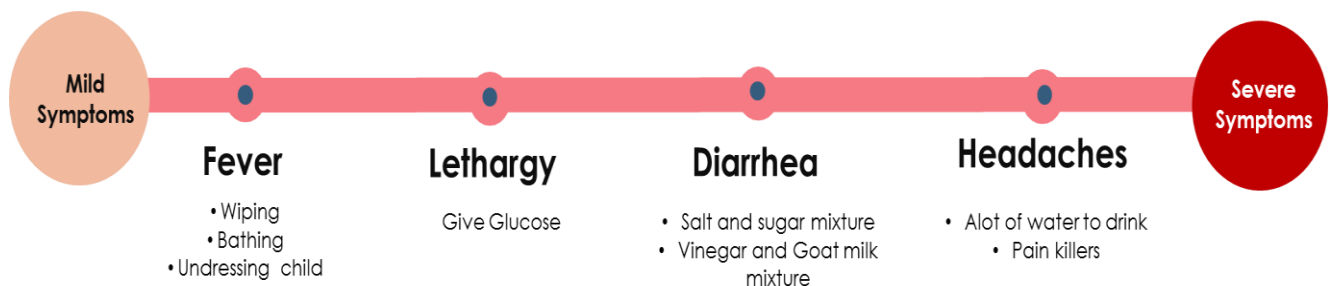 Mild
Symptoms
Severe
Symptoms
Fever
• Wiping
• Bathing
• Undressing child
Lethargy
Give Glucose
Diarrhea
• Salt and sugar mixture
• Vinegar and Goat milk
mixture
Headaches
• Alot of water to drink
• Pain killers